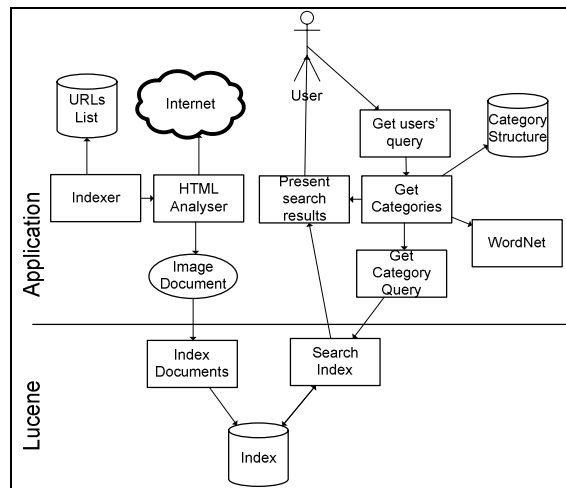 URLs
List
Internet
User
Get users'
query
Category
Structure
Indexer
HTML
Analyser
Present
search
results
Get
Categories
WordNet
Image
Document
Get
Category
Query
Application
Index
Documents
Search
Index
Lucene
Index